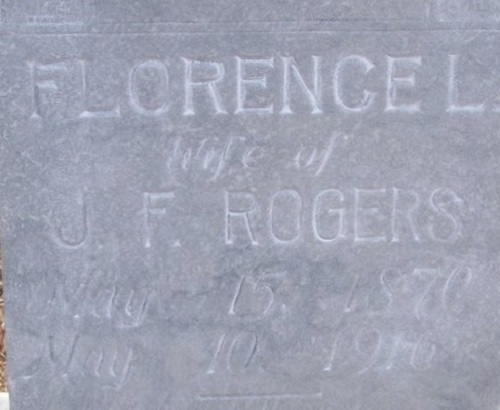 FLORENCE L.
Wife of
J. F. ROGERS
May 15. 1870
May 10. 1916